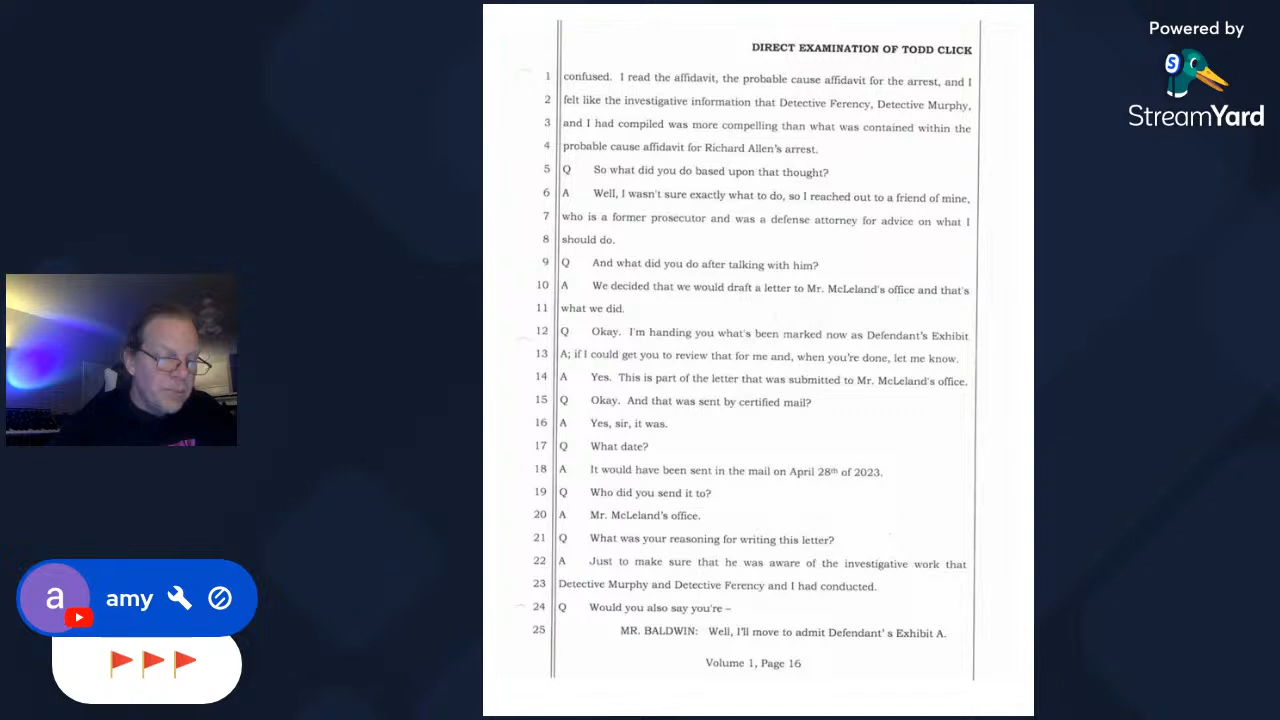 DIRECT EXAMINATION OF TODD CLICK
1 confused. I read the affidavit, the probable cause affidavit for the arrest, and I
2 felt like the investigative information that Detective Ferency, Detective Murphy,
3 and I had compiled was more compelling than what was contained within the
4 probable cause affidavit for Richard Allen's arrest.
5 Q So what did you do based upon that thought?
6 A Well, I wasn't sure exactly what to do, so I reached out to a friend of mine,
7 who is a former prosecutor and was a defense attorney for advice on what I
8 should do.
9 Q And what did you do after talking with him?
10 A We decided that we would draft a letter to Mr. McLeland's office and that's
11 what we did.
12 Q Okay. I'm handing you what's been marked now as Defendant's Exhibit
13 A; if I could get you to review that for me and, when you're done, let me know.
14 A Yes. This is part of the letter that was submitted to Mr. McLeland's office.
15 Q Okay. And that was sent by certified mail?
16 A Yes, sir, it was.
17 Q What date?
18 A It would have been sent in the mail on April 28th of 2023.
19 Q Who did you send it to?
20 A Mr. McLeland's office.
21 Q What was your reasoning for writing this letter?
22 A Just to make sure that he was aware of the investigative work that
23 Detective Murphy and Detective Ferency and I had conducted.
24 Q Would you also say you're –
25 MR. BALDWIN: Well, I'll move to admit Defendant' s Exhibit A.
Volume 1, Page 16
Powered by
S
StreamYard
a
amy